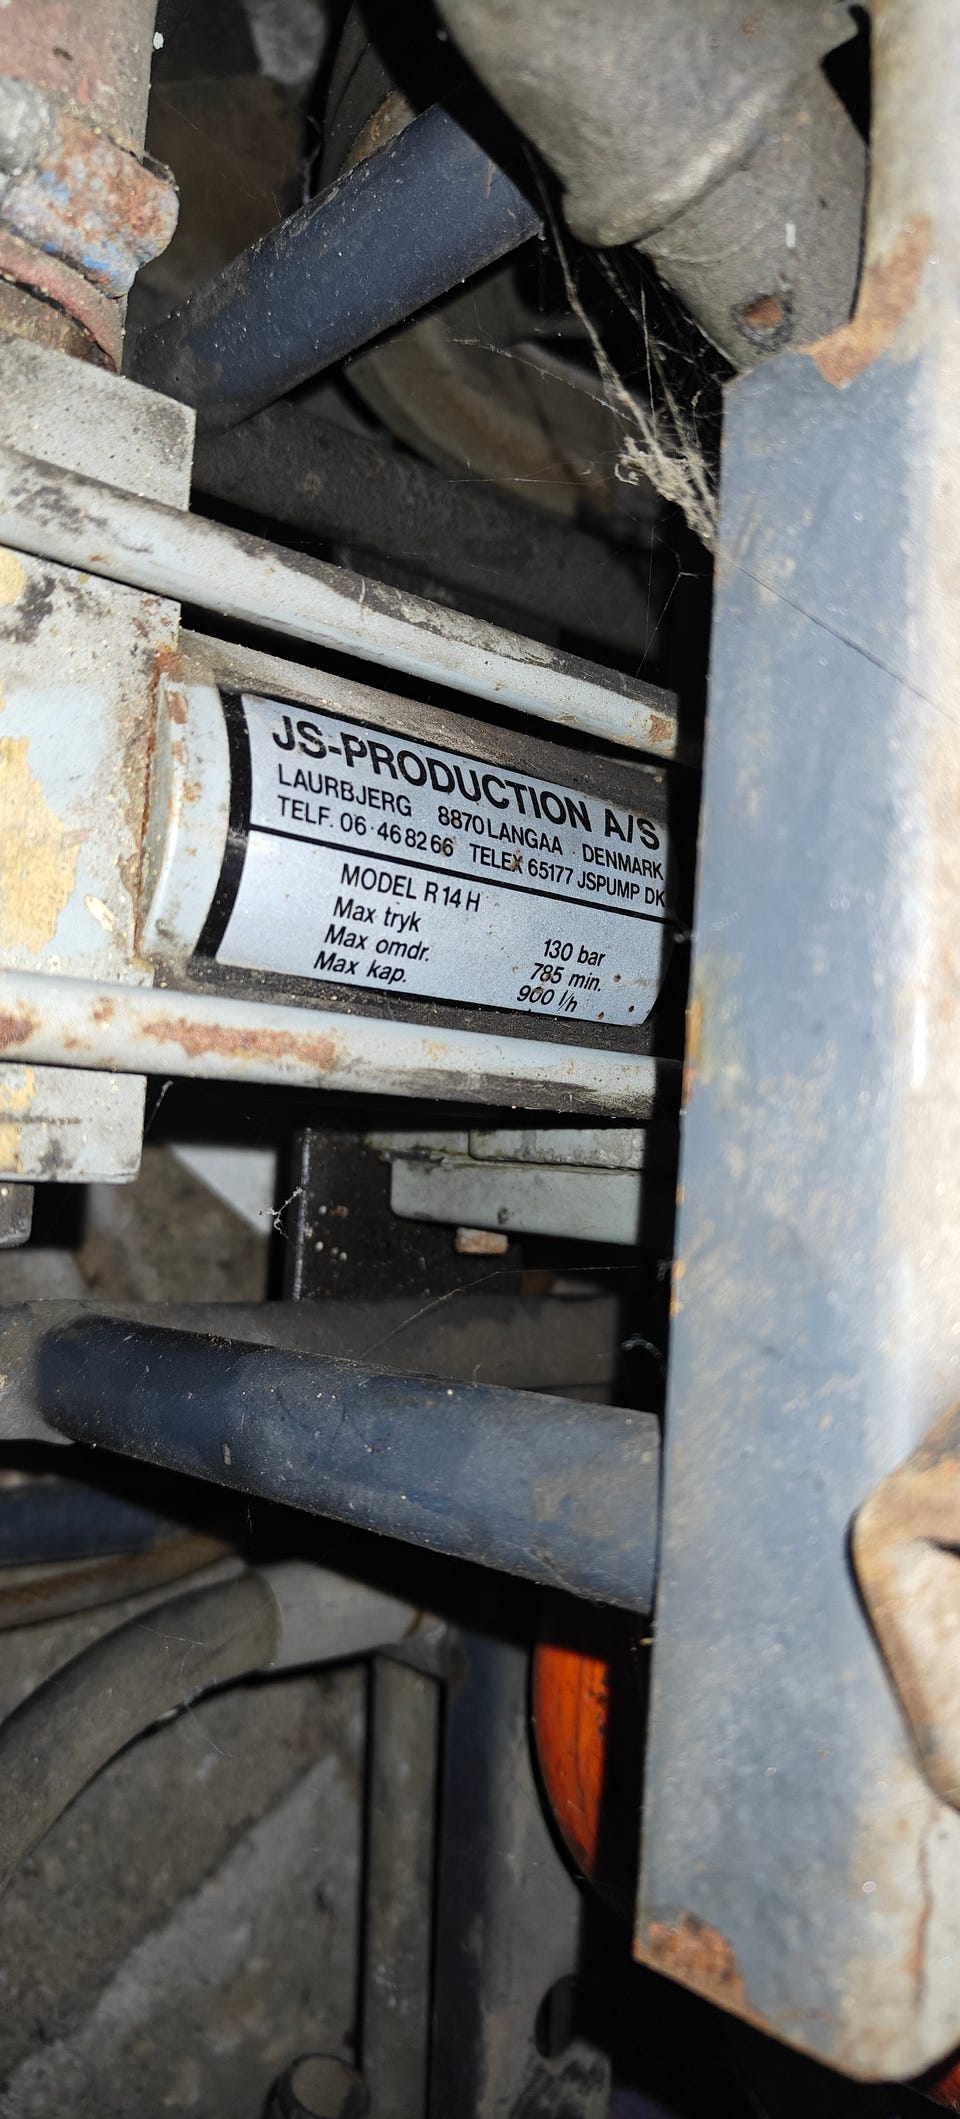 JS-PRODUCTION A/S
LAURBJERG 8870 LANGAA DENMARK
TELF. 06·46 82 66 TELEX 65177 JSPUMP DK
MODEL R 14 H
Max tryk 130 bar
Max omdr. 785 min.
Max kap. 900 l/h